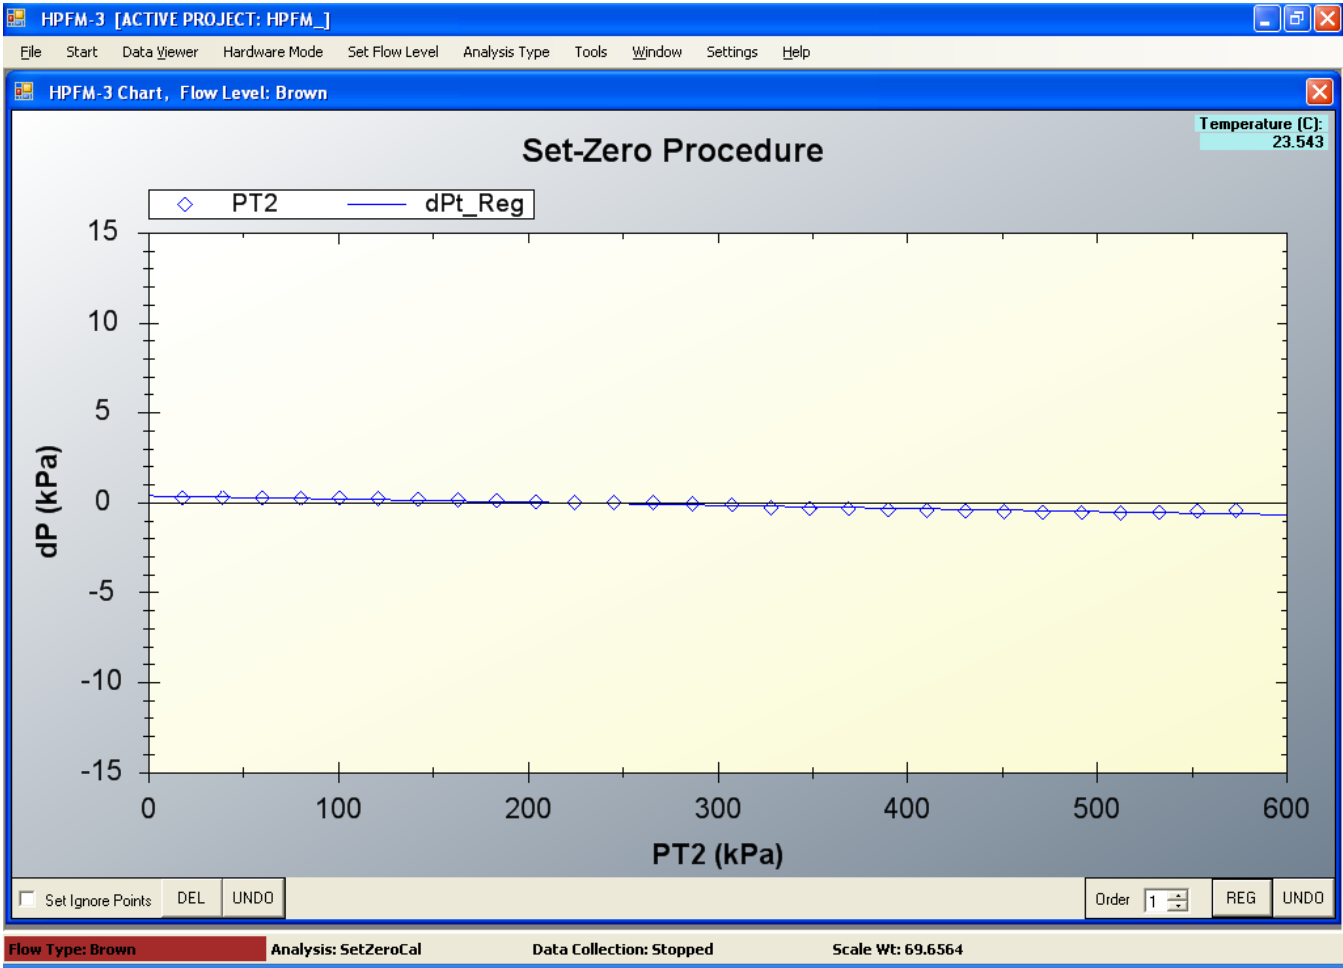 HPFM-3 [ACTIVE PROJECT: HPFM_]
File Start Data Viewer Hardware Mode Set Flow Level Analysis Type Tools Window Settings Help
HPFM-3 Chart, Flow Level: Brown
Temperature (C):
23.543
Set-Zero Procedure
PT2 dPt_Reg
15
10
5
0
-5
-10
-15
dP (kPa)
0 100 200 300 400 500 600
PT2 (kPa)
Set Ignore Points DEL UNDO Order 1 REG UNDO
Flow Type: Brown Analysis: SetZeroCal Data Collection: Stopped Scale Wt: 69.6564